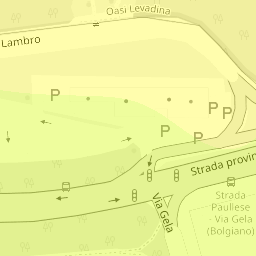 Oasi Levadina
Lambro
P
P
P
P
P
Strada provin
Strada
Paullese
- Via Gela
(Bolgiano)
Via Gela